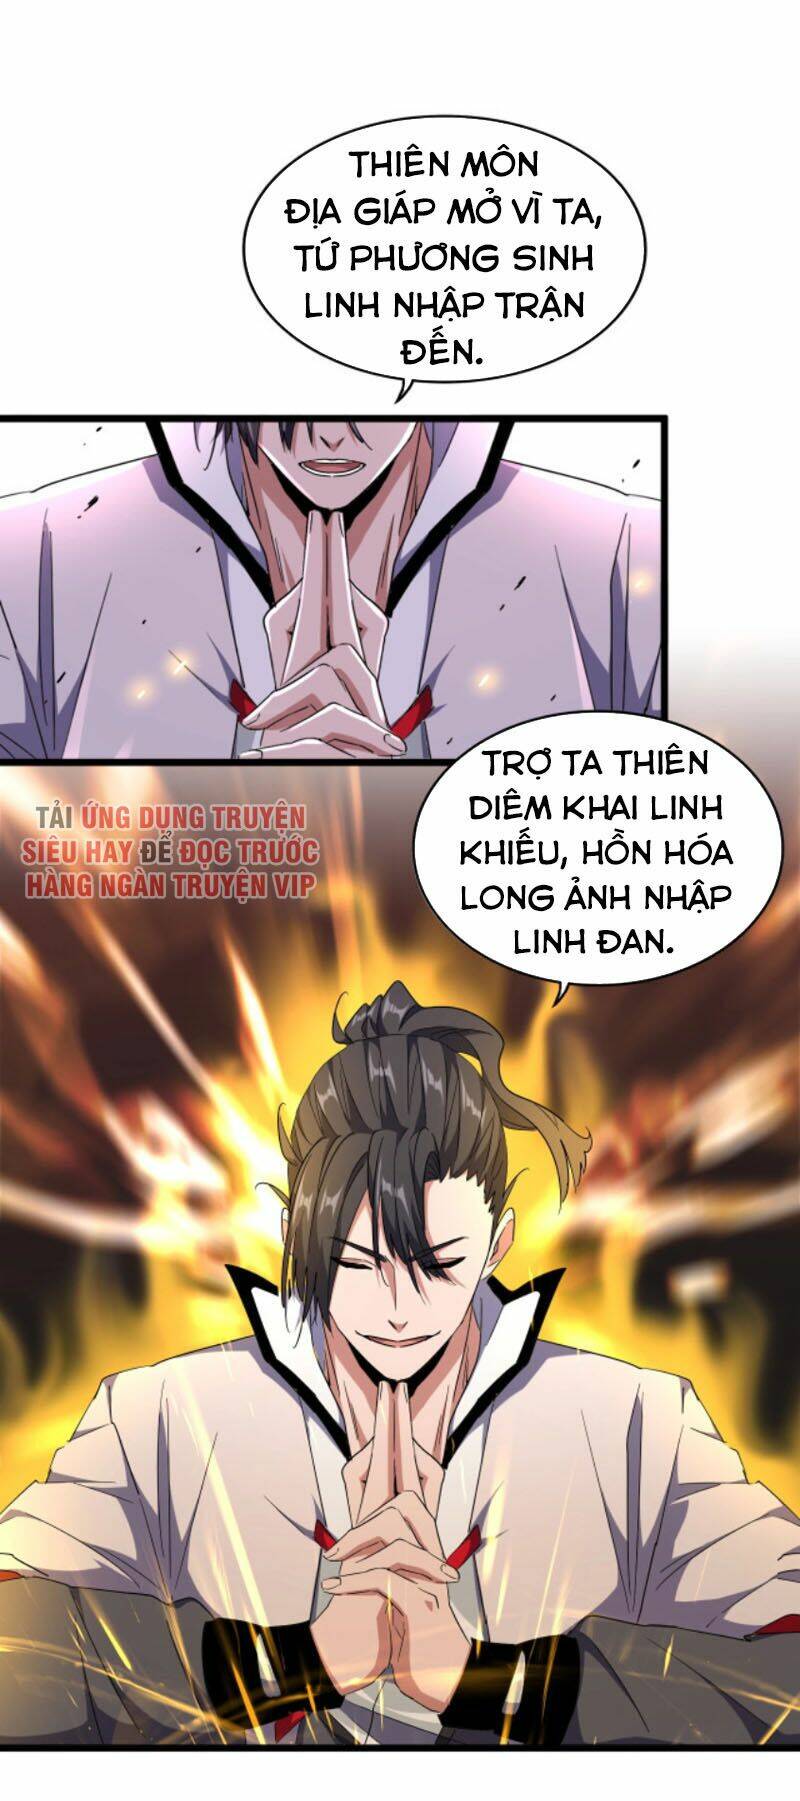 THIÊN MÔN
ĐỊA GIÁP MỞ VÌ TA,
TỨ PHƯƠNG SINH
LINH NHẬP TRẬN
ĐẾN.
TRỢ TA THIÊN
DIÊM KHAI LINH
KHIẾU, HỒN HÓA
LONG ẢNH NHẬP
LINH ĐAN.
TẢI ỨNG DỤNG TRUYỆN
SIÊU HAY ĐỂ ĐỌC TRƯỚC
HÀNG NGÀN TRUYỆN VIP